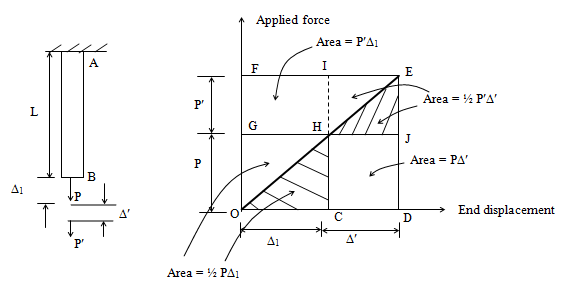 Applied force
Area = P'Δ1
F
I
E
A
L
P'
Area = ½ P'Δ'
G
H
J
P
Area = PΔ'
B
Δ1
P
Δ'
P'
O
C
D
End displacement
Δ1
Δ'
Area = ½ PΔ1